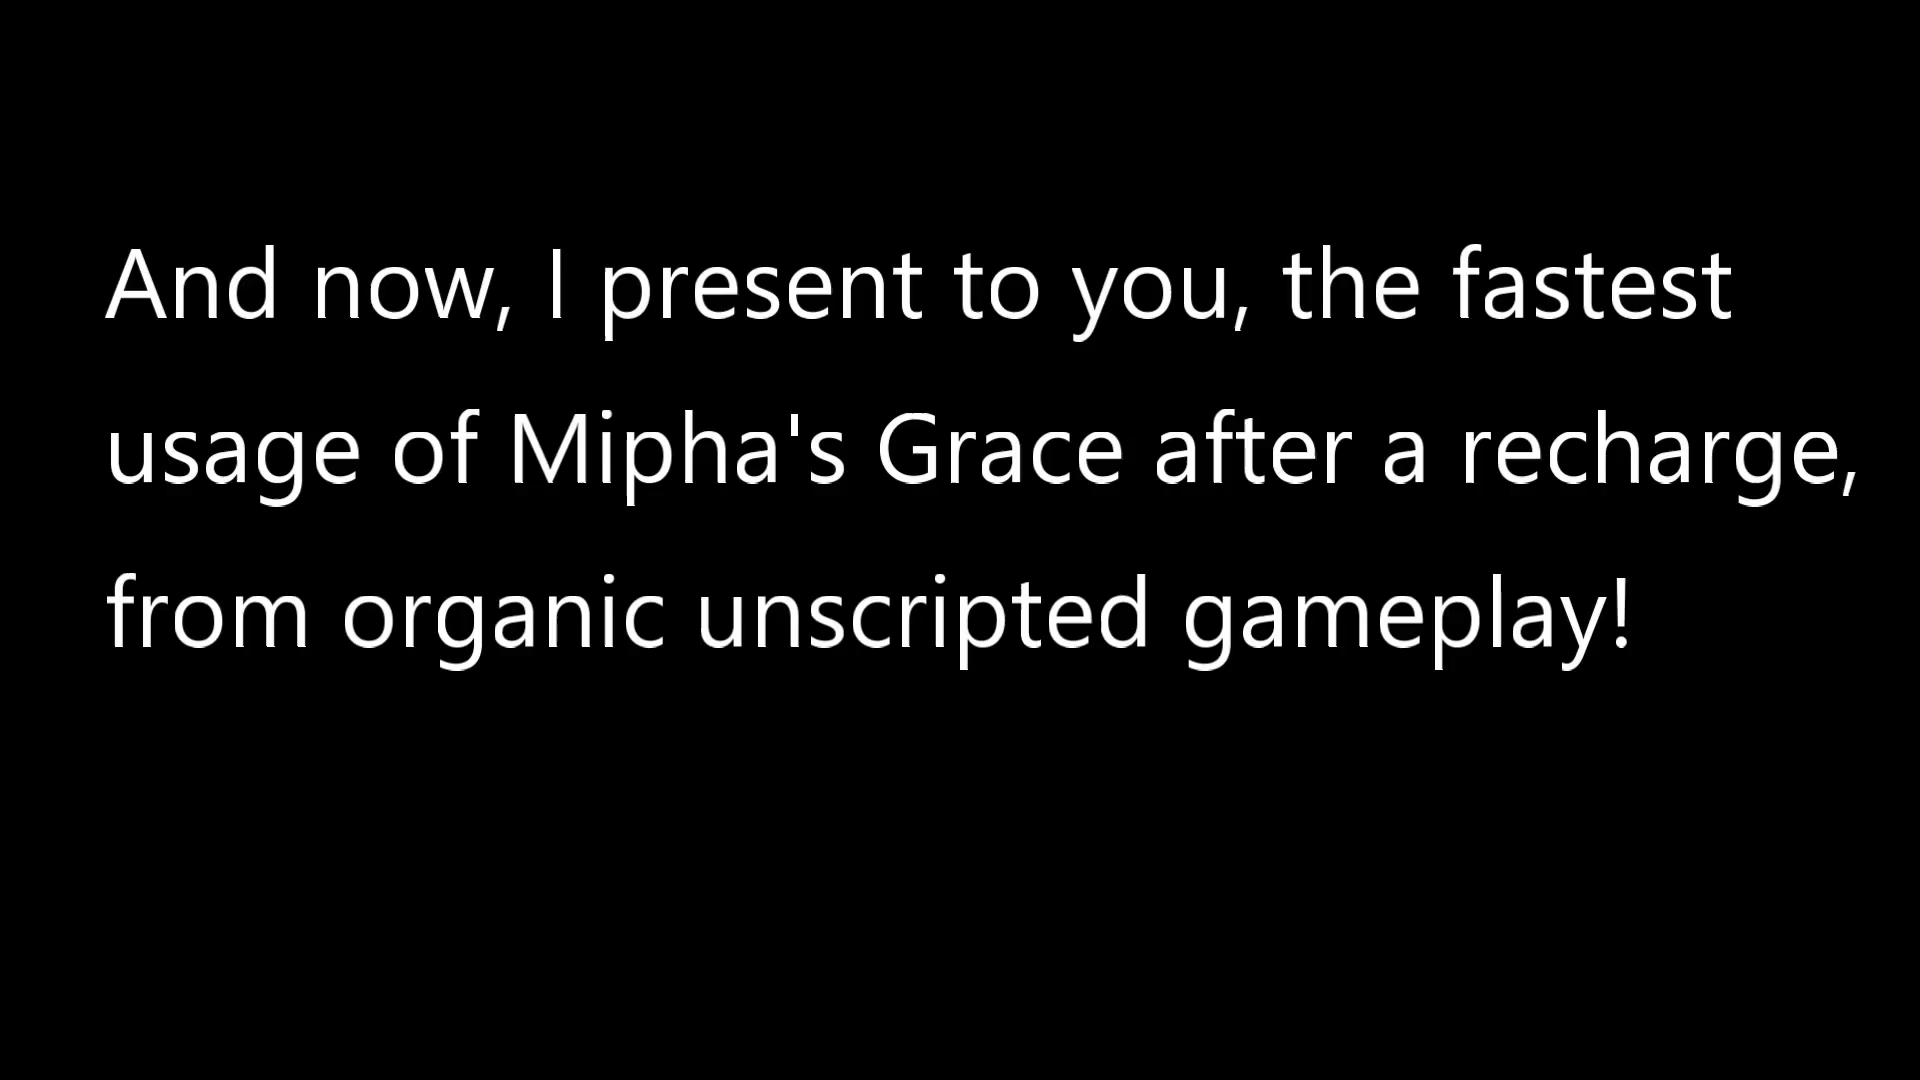 And now, I present to you, the fastest
usage of Mipha's Grace after a recharge,
from organic unscripted gameplay!